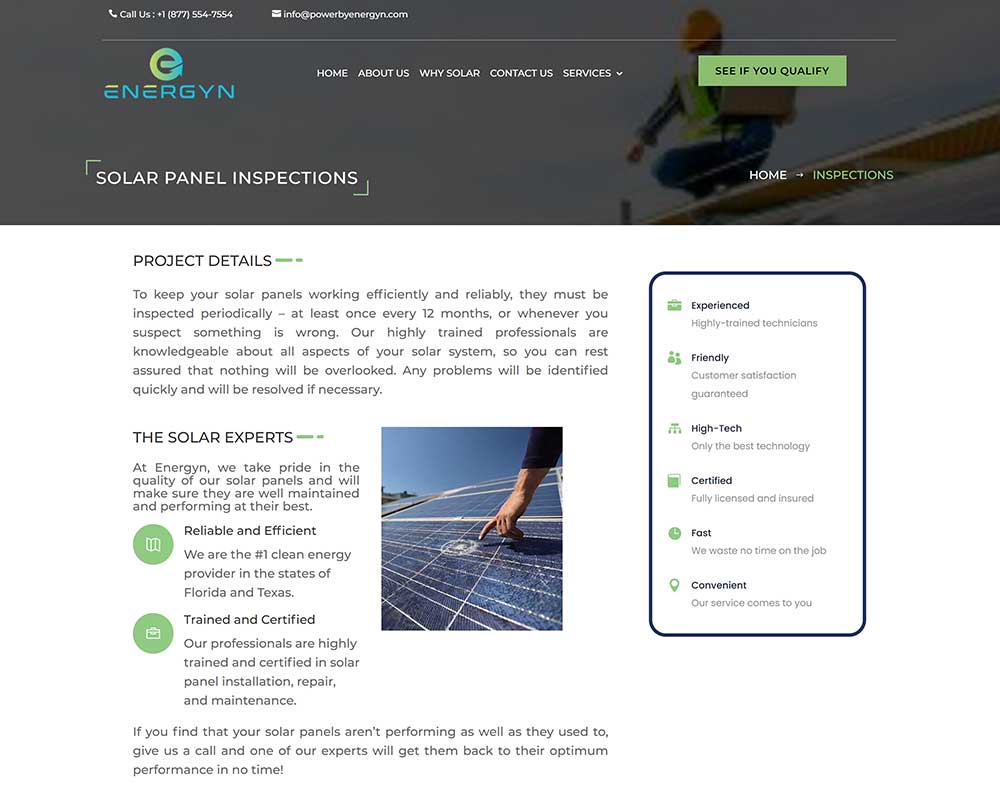 Call Us : +1 (877) 554-7554
info@powerbyenergyn.com
ENERGYN
HOME ABOUT US WHY SOLAR CONTACT US SERVICES
SEE IF YOU QUALIFY
SOLAR PANEL INSPECTIONS
HOME → INSPECTIONS
PROJECT DETAILS
To keep your solar panels working efficiently and reliably, they must be
inspected periodically – at least once every 12 months, or whenever you
suspect something is wrong. Our highly trained professionals are
knowledgeable about all aspects of your solar system, so you can rest
assured that nothing will be overlooked. Any problems will be identified
quickly and will be resolved if necessary.
THE SOLAR EXPERTS
At Energyn, we take pride in the
quality of our solar panels and will
make sure they are well maintained
and performing at their best.
Reliable and Efficient
We are the #1 clean energy
provider in the states of
Florida and Texas.
Trained and Certified
Our professionals are highly
trained and certified in solar
panel installation, repair,
and maintenance.
If you find that your solar panels aren’t performing as well as they used to,
give us a call and one of our experts will get them back to their optimum
performance in no time!
Experienced
Highly-trained technicians
Friendly
Customer satisfaction
guaranteed
High-Tech
Only the best technology
Certified
Fully licensed and insured
Fast
We waste no time on the job
Convenient
Our service comes to you